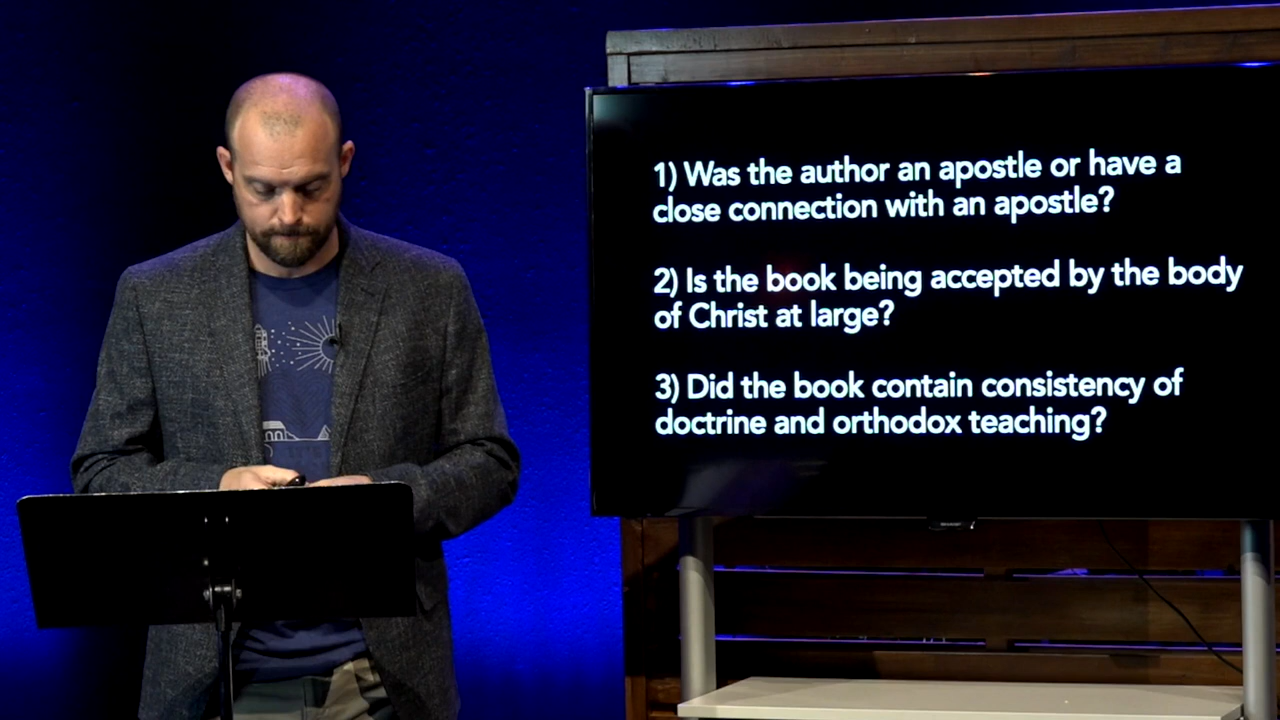 1) Was the author an apostle or have a
close connection with an apostle?
2) Is the book being accepted by the body
of Christ at large?
3) Did the book contain consistency of
doctrine and orthodox teaching?